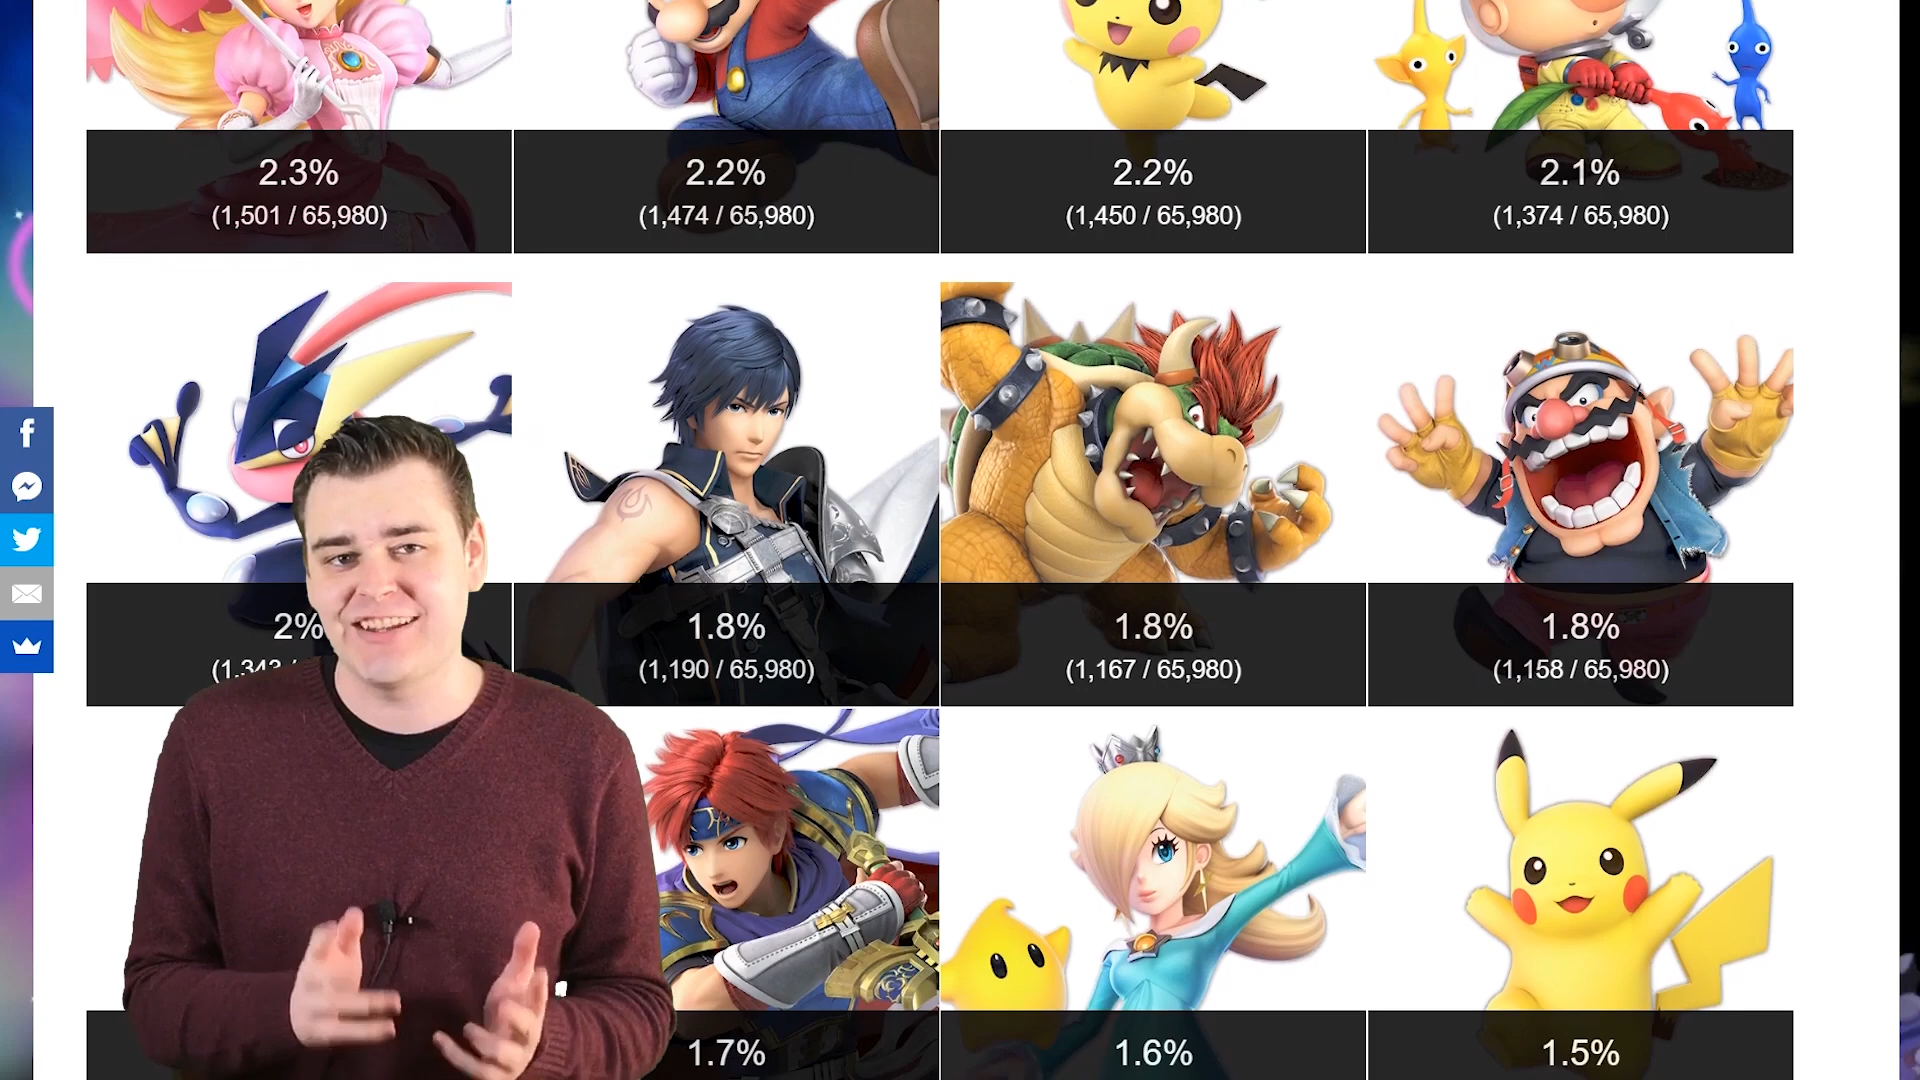 2.3%
(1,501 / 65,980)
2.2%
(1,474 / 65,980)
2.2%
(1,450 / 65,980)
2.1%
(1,374 / 65,980)
2%
(1,343 /
1.8%
(1,190 / 65,980)
1.8%
(1,167 / 65,980)
1.8%
(1,158 / 65,980)
1.7%
1.6%
1.5%